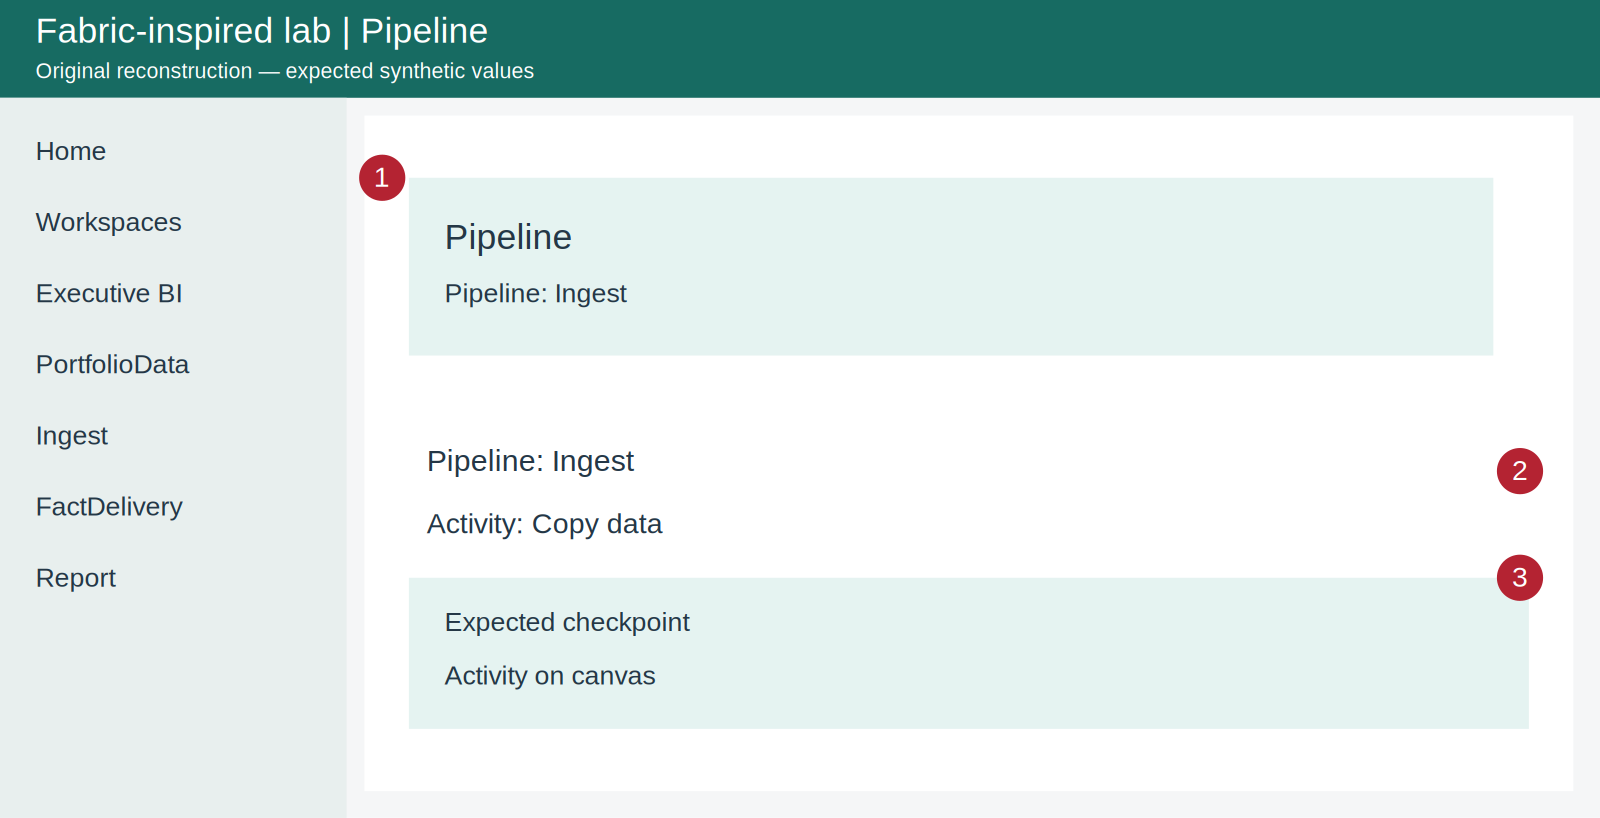 Fabric-inspired lab | Pipeline
Original reconstruction — expected synthetic values
Home
Workspaces
Executive BI
PortfolioData
Ingest
FactDelivery
Report
1
Pipeline
Pipeline: Ingest
Pipeline: Ingest
2
Activity: Copy data
3
Expected checkpoint
Activity on canvas